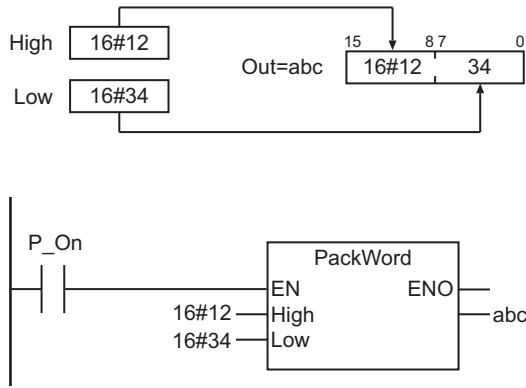 15 8 7 0
High 16#12 Out=abc 16#12 34
Low 16#34
P_On
PackWord
EN ENO
16#12 High abc
16#34 Low